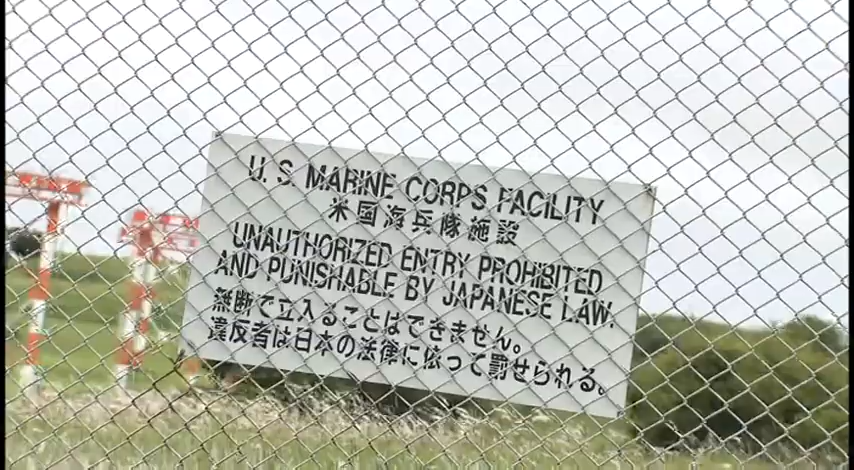 U.S. MARINE CORPS FACILITY
米国海兵隊施設
UNAUTHORIZED ENTRY PROHIBITED
AND PUNISHABLE BY JAPANESE LAW.
無断で立入ることはできません。
違反者は日本の法律に依って罰せられる。